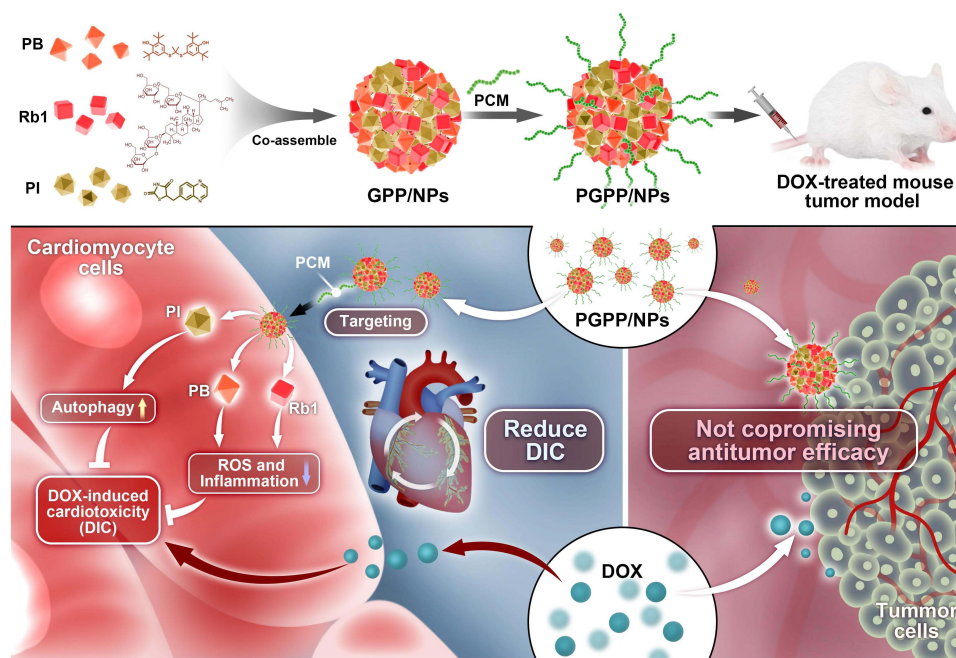 PB
Rb1
PI
Co-assemble
GPP/NPs
PCM
PGPP/NPs
DOX-treated mouse
tumor model
Cardiomyocyte
cells
PCM
Targeting
PGPP/NPs
PI
PB
Rb1
Autophagy
ROS and
Inflammation
DOX-induced
cardiotoxicity
(DIC)
Reduce
DIC
Not copromising
antitumor efficacy
DOX
Tummor
cells